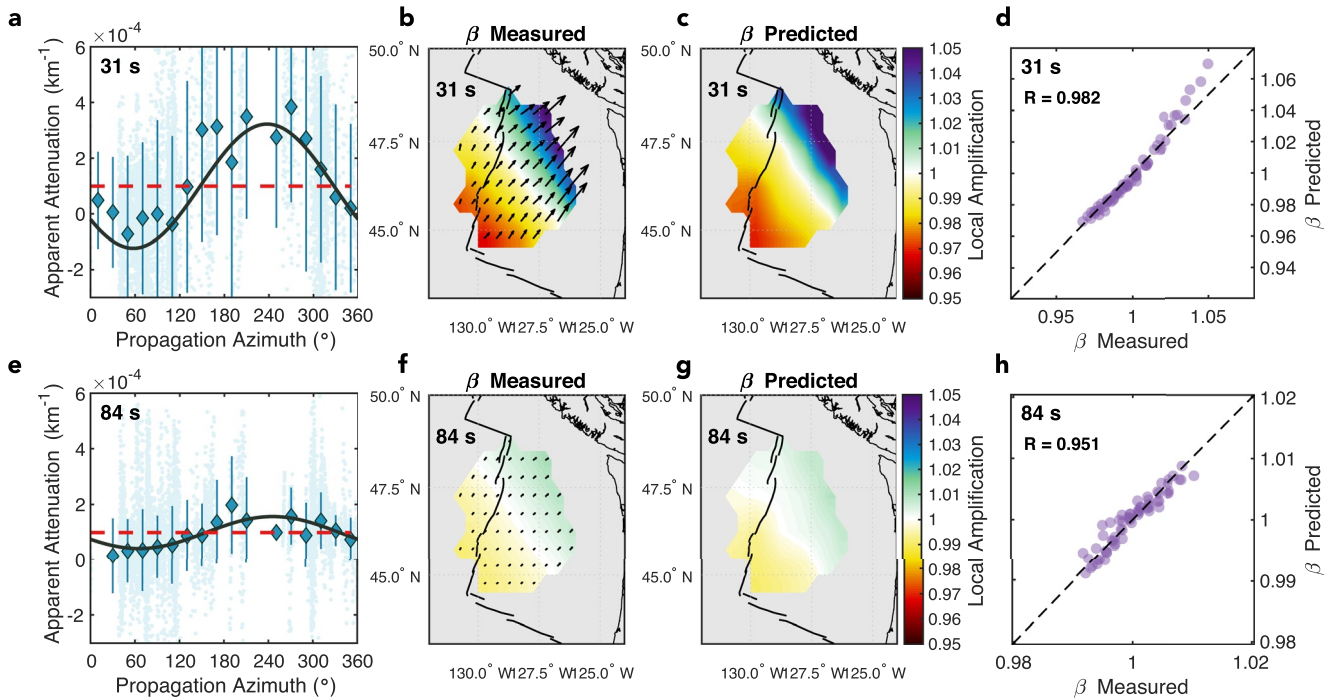 a
× 10⁻⁴
6
4
2
0
-2
31 s
Apparent Attenuation (km⁻¹)
0 60 120 180 240 300 360
Propagation Azimuth (°)
b
β Measured
50.0° N
31 s
47.5° N
45.0° N
130.0° W 127.5° W 125.0° W
c
β Predicted
50.0° N
31 s
47.5° N
45.0° N
130.0° W 127.5° W 125.0° W
1.05
1.04
1.03
1.02
1.01
1
0.99
0.98
0.97
0.96
0.95
Local Amplification
d
31 s
R = 0.982
1.06
1.04
1.02
1.00
0.98
0.96
0.94
β Predicted
0.95 1 1.05
β Measured
e
× 10⁻⁴
6
4
2
0
-2
84 s
Apparent Attenuation (km⁻¹)
0 60 120 180 240 300 360
Propagation Azimuth (°)
f
β Measured
50.0° N
84 s
47.5° N
45.0° N
130.0° W 127.5° W 125.0° W
g
β Predicted
50.0° N
84 s
47.5° N
45.0° N
130.0° W 127.5° W 125.0° W
1.05
1.04
1.03
1.02
1.01
1
0.99
0.98
0.97
0.96
0.95
Local Amplification
h
84 s
R = 0.951
1.02
1.01
1
0.99
0.98
β Predicted
0.98 1 1.02
β Measured